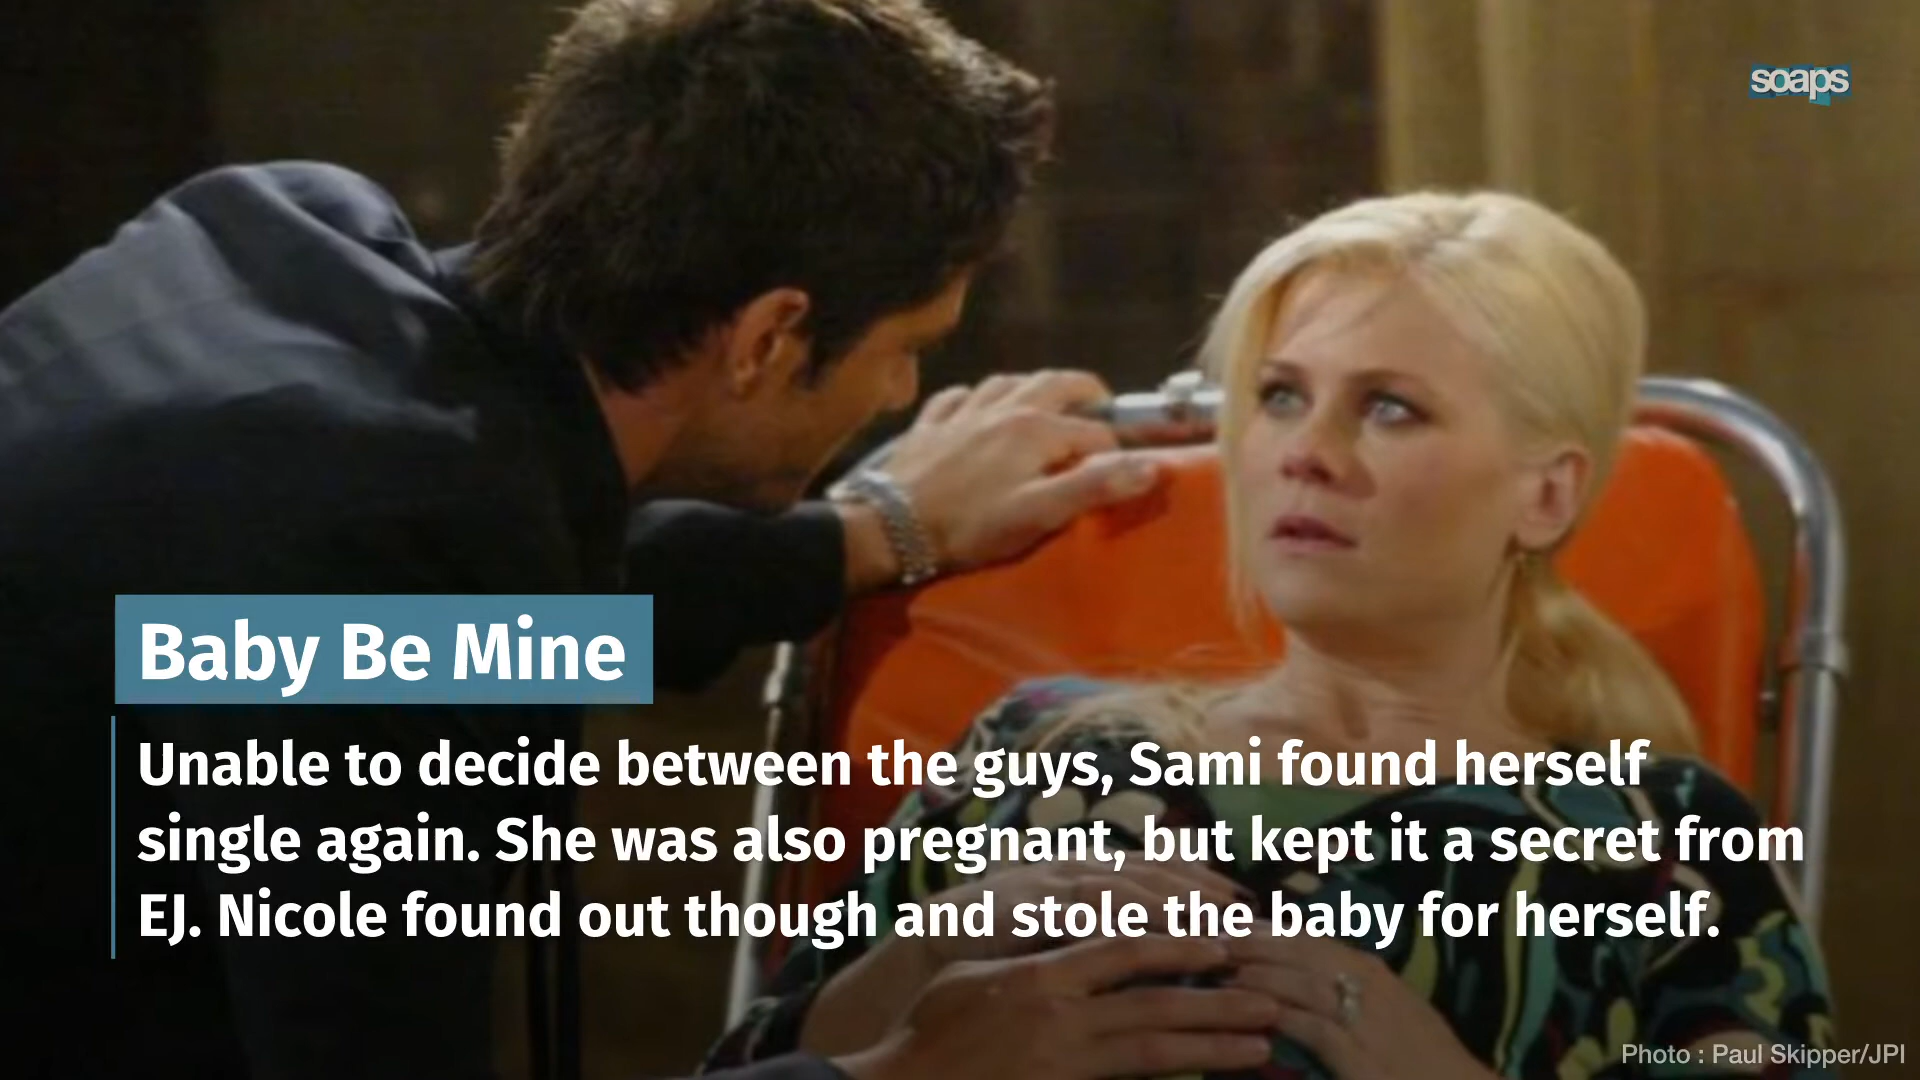 soaps
Baby Be Mine
Unable to decide between the guys, Sami found herself
single again. She was also pregnant, but kept it a secret from
EJ. Nicole found out though and stole the baby for herself.
Photo : Paul Skipper/JPI